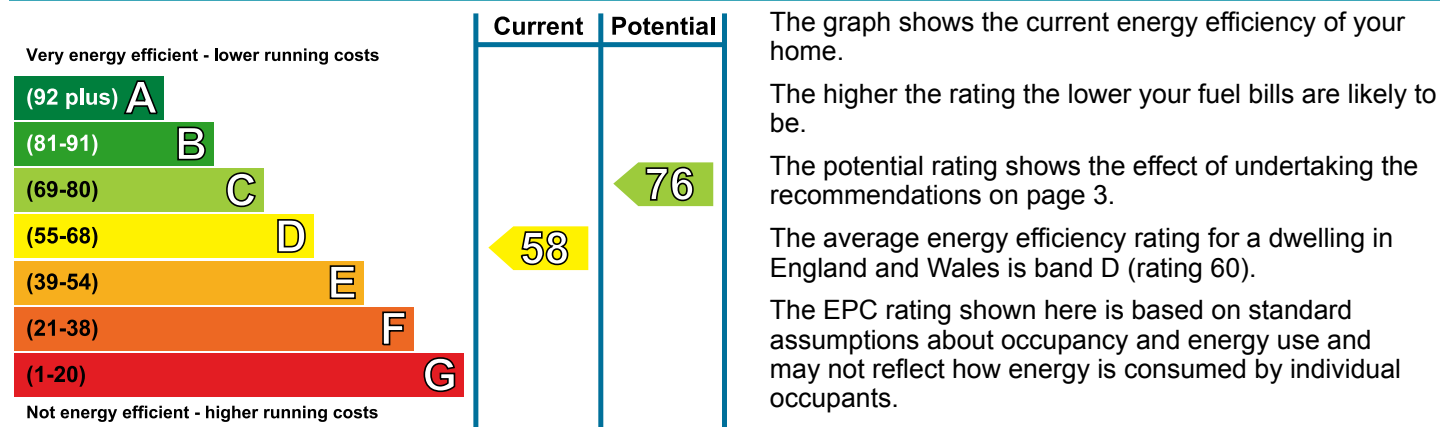 Current Potential
Very energy efficient - lower running costs
(92 plus) A
(81-91) B
(69-80) C
(55-68) D
(39-54) E
(21-38) F
(1-20) G
Not energy efficient - higher running costs
58
76
The graph shows the current energy efficiency of your
home.
The higher the rating the lower your fuel bills are likely to
be.
The potential rating shows the effect of undertaking the
recommendations on page 3.
The average energy efficiency rating for a dwelling in
England and Wales is band D (rating 60).
The EPC rating shown here is based on standard
assumptions about occupancy and energy use and
may not reflect how energy is consumed by individual
occupants.